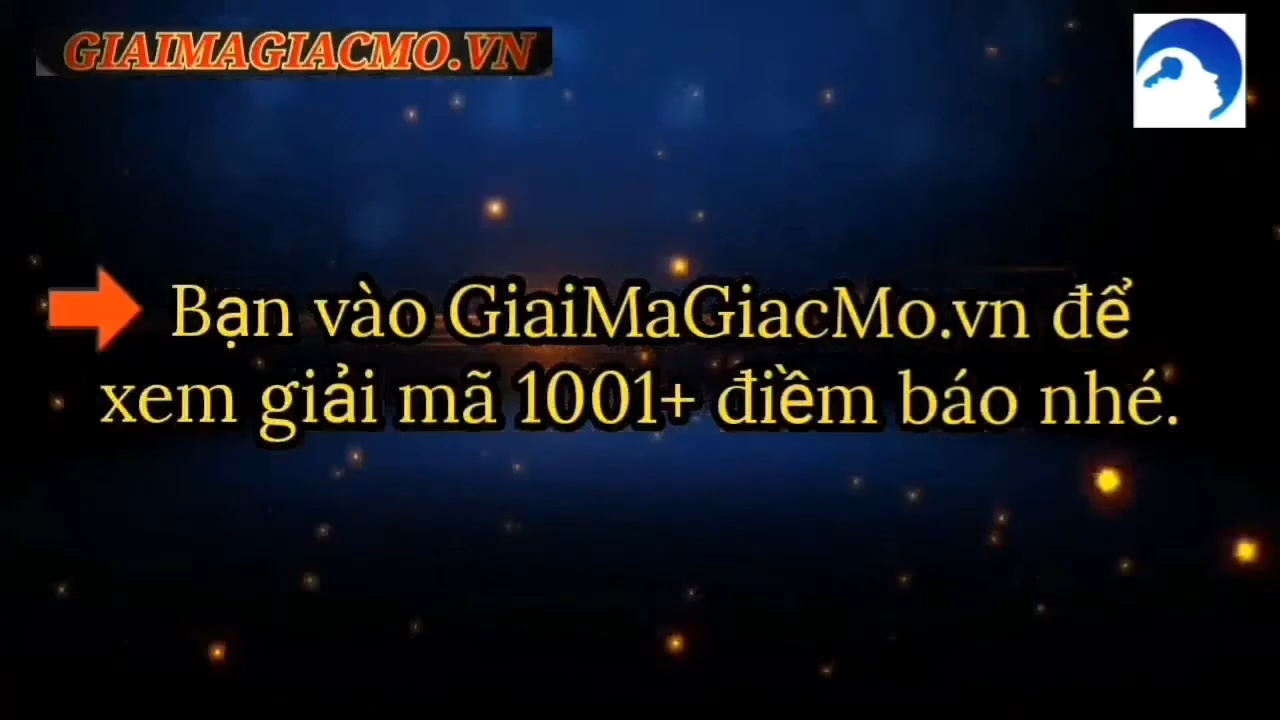 GIAIMAGIACMO.VN
Bạn vào GiaiMaGiacMo.vn để
xem giải mã 1001+ điềm báo nhé.